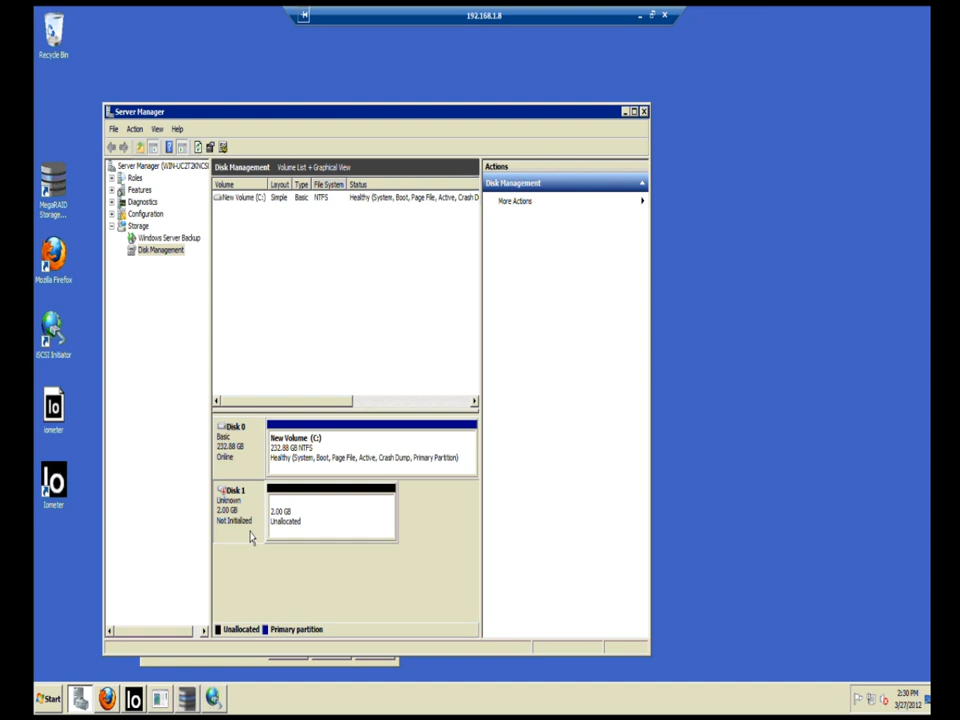 192.168.1.8
Recycle Bin
MegaRAID
Storage...
Mozilla Firefox
iSCSI Initiator
Io
iometer
Io
Iometer
Server Manager
File Action View Help
Server Manager (WIN-UC2T2KNCSI
Roles
Features
Diagnostics
Configuration
Storage
Windows Server Backup
Disk Management
Disk Management Volume List + Graphical View
Volume Layout Type File System Status
New Volume (C:) Simple Basic NTFS Healthy (System, Boot, Page File, Active, Crash D
Disk 0
Basic
232.88 GB
Online
New Volume (C:)
232.88 GB NTFS
Healthy (System, Boot, Page File, Active, Crash Dump, Primary Partition)
Disk 1
Unknown
2.00 GB
Not Initialized
2.00 GB
Unallocated
Unallocated Primary partition
Actions
Disk Management
More Actions
Start
Io
2:30 PM
3/27/2012